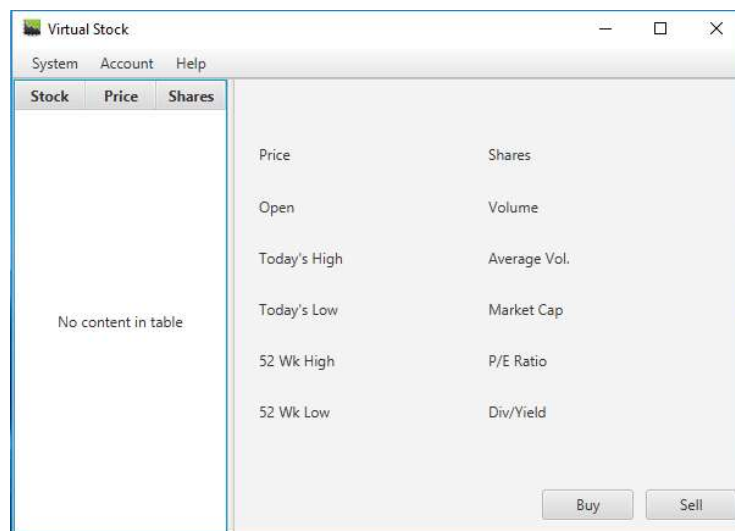 Virtual Stock
System Account Help
Stock Price Shares
No content in table
Price Shares
Open Volume
Today's High Average Vol.
Today's Low Market Cap
52 Wk High P/E Ratio
52 Wk Low Div/Yield
Buy Sell